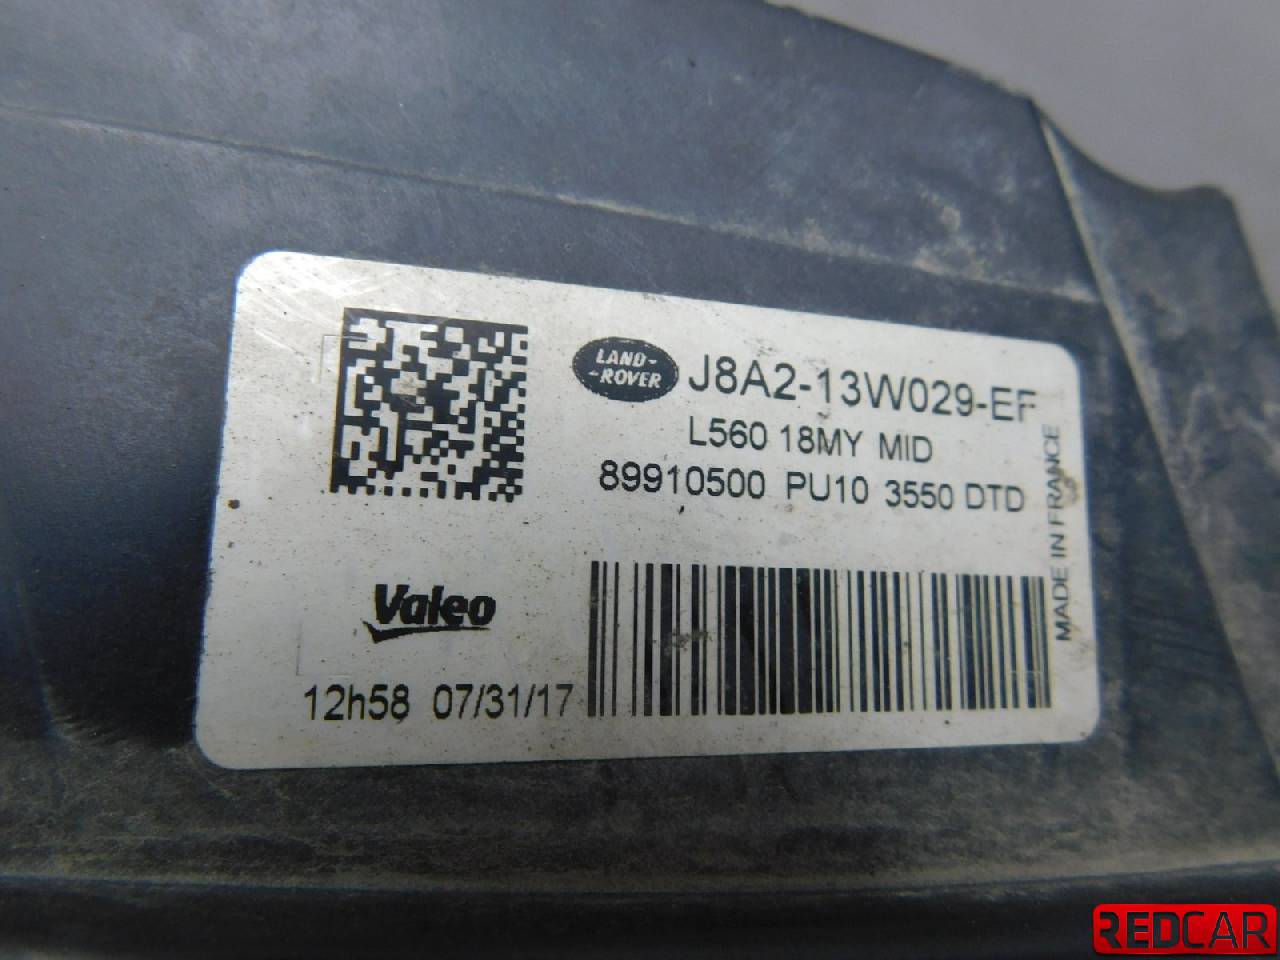 LAND-
-ROVER
J8A2-13W029-EF
L560 18MY MID
89910500 PU10 3550 DTD
MADE IN FRANCE
Valeo
12h58 07/31/17
REDCAR